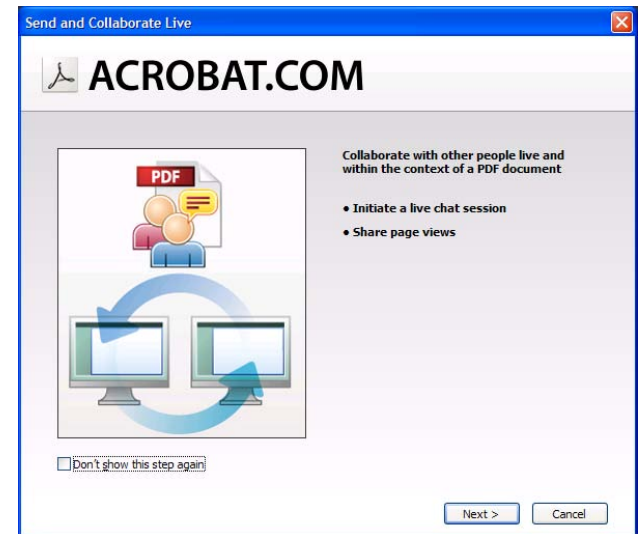 Send and Collaborate Live
ACROBAT.COM
PDF
Collaborate with other people live and
within the context of a PDF document
• Initiate a live chat session
• Share page views
Don't show this step again
Next >
Cancel